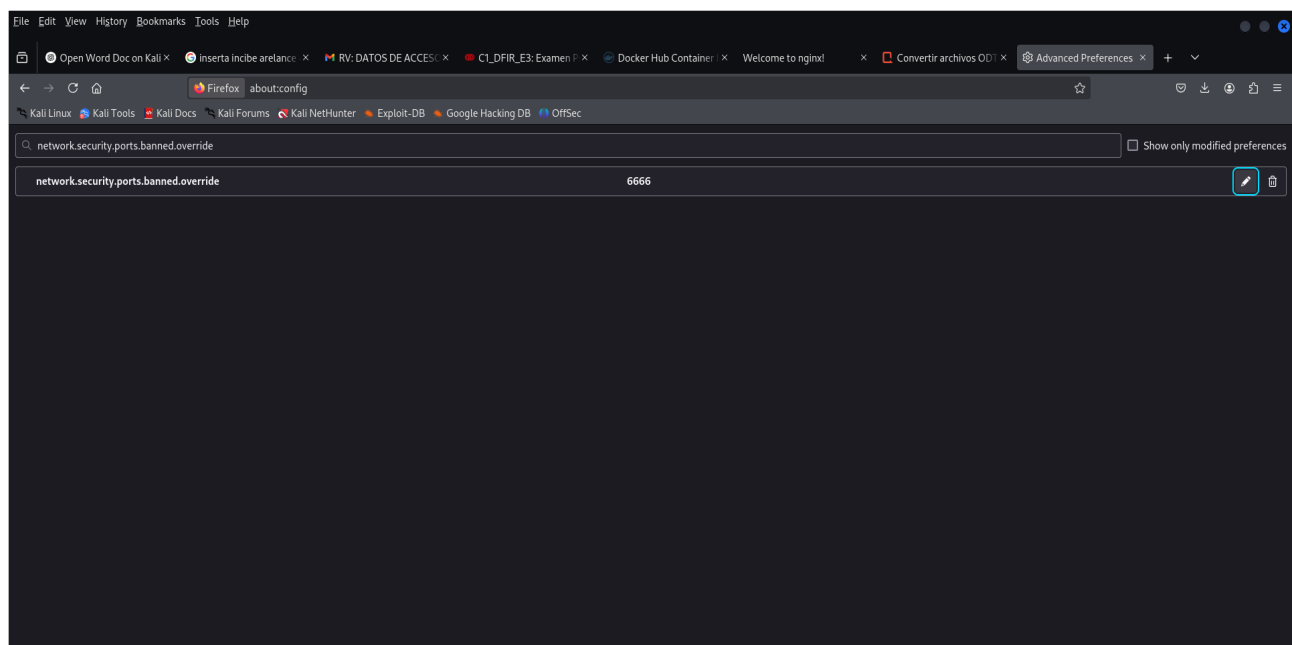 File Edit View History Bookmarks Tools Help
Open Word Doc on Kali inserta incibe arelance RV: DATOS DE ACCESO C1_DFIR_E3: Examen P Docker Hub Container I Welcome to nginx! Convertir archivos ODT Advanced Preferences
Firefox about:config
Kali Linux Kali Tools Kali Docs Kali Forums Kali NetHunter Exploit-DB Google Hacking DB OffSec
network.security.ports.banned.override Show only modified preferences
network.security.ports.banned.override 6666